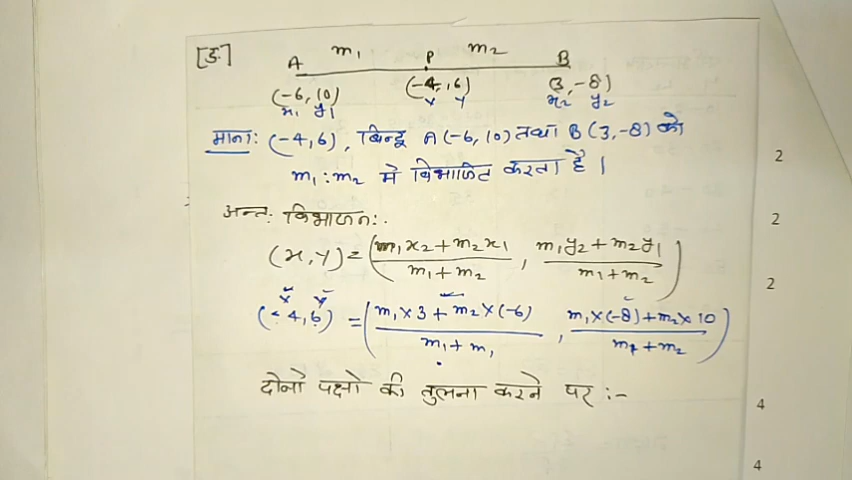 [ङ] A m₁ P m₂ B
(-6, 10) (-4, 6) (3, -8)
x₁ y₁ x y x₂ y₂
माना: (-4, 6), बिन्दू A(-6, 10) तथा B(3, -8) को
m₁ : m₂ मे विभाजित करता है।
अन्त: विभाजन:.
(x, y) = ((m₁x₂ + m₂x₁)/(m₁ + m₂), (m₁y₂ + m₂y₁)/(m₁ + m₂))
x y
(-4, 6) = ((m₁×3 + m₂×(-6))/(m₁ + m₁), (m₁×(-8) + m₂×10)/(m₁ + m₂))
दोनो पक्षो की तुलना करने पर :-
2
2
2
4
4